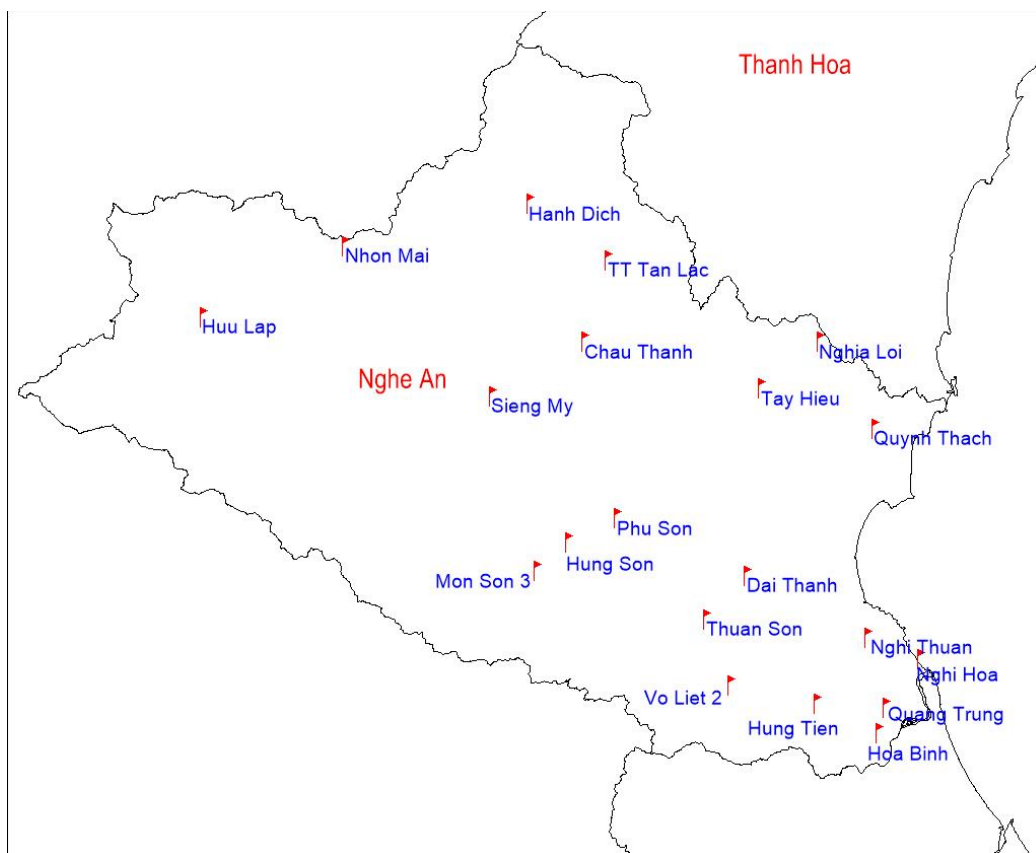 Thanh Hoa
Hanh Dich
Nhon Mai
TT Tan Lac
Huu Lap
Chau Thanh
Nghia Loi
Nghe An
Sieng My
Tay Hieu
Quynh Thach
Phu Son
Hung Son
Mon Son 3
Dai Thanh
Thuan Son
Nghi Thuan
Nghi Hoa
Vo Liet 2
Quang Trung
Hung Tien
Hoa Binh